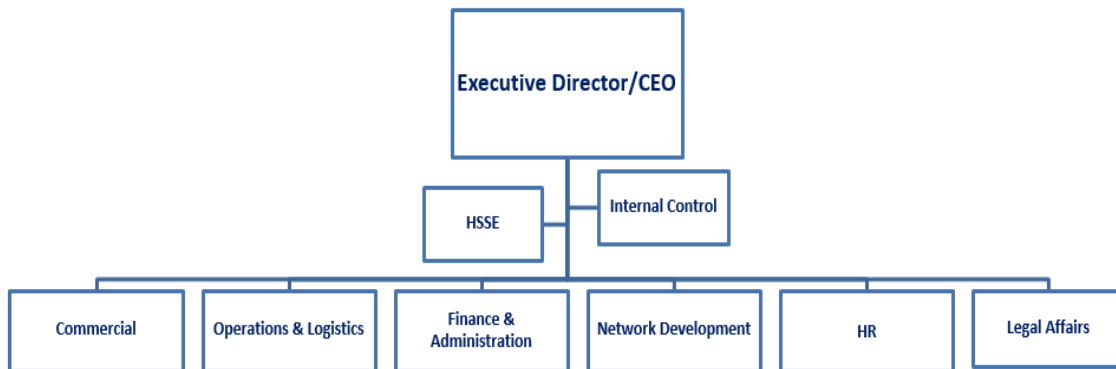 Executive Director/CEO
Internal Control
HSSE
Commercial
Operations & Logistics
Finance &
Administration
Network Development
HR
Legal Affairs